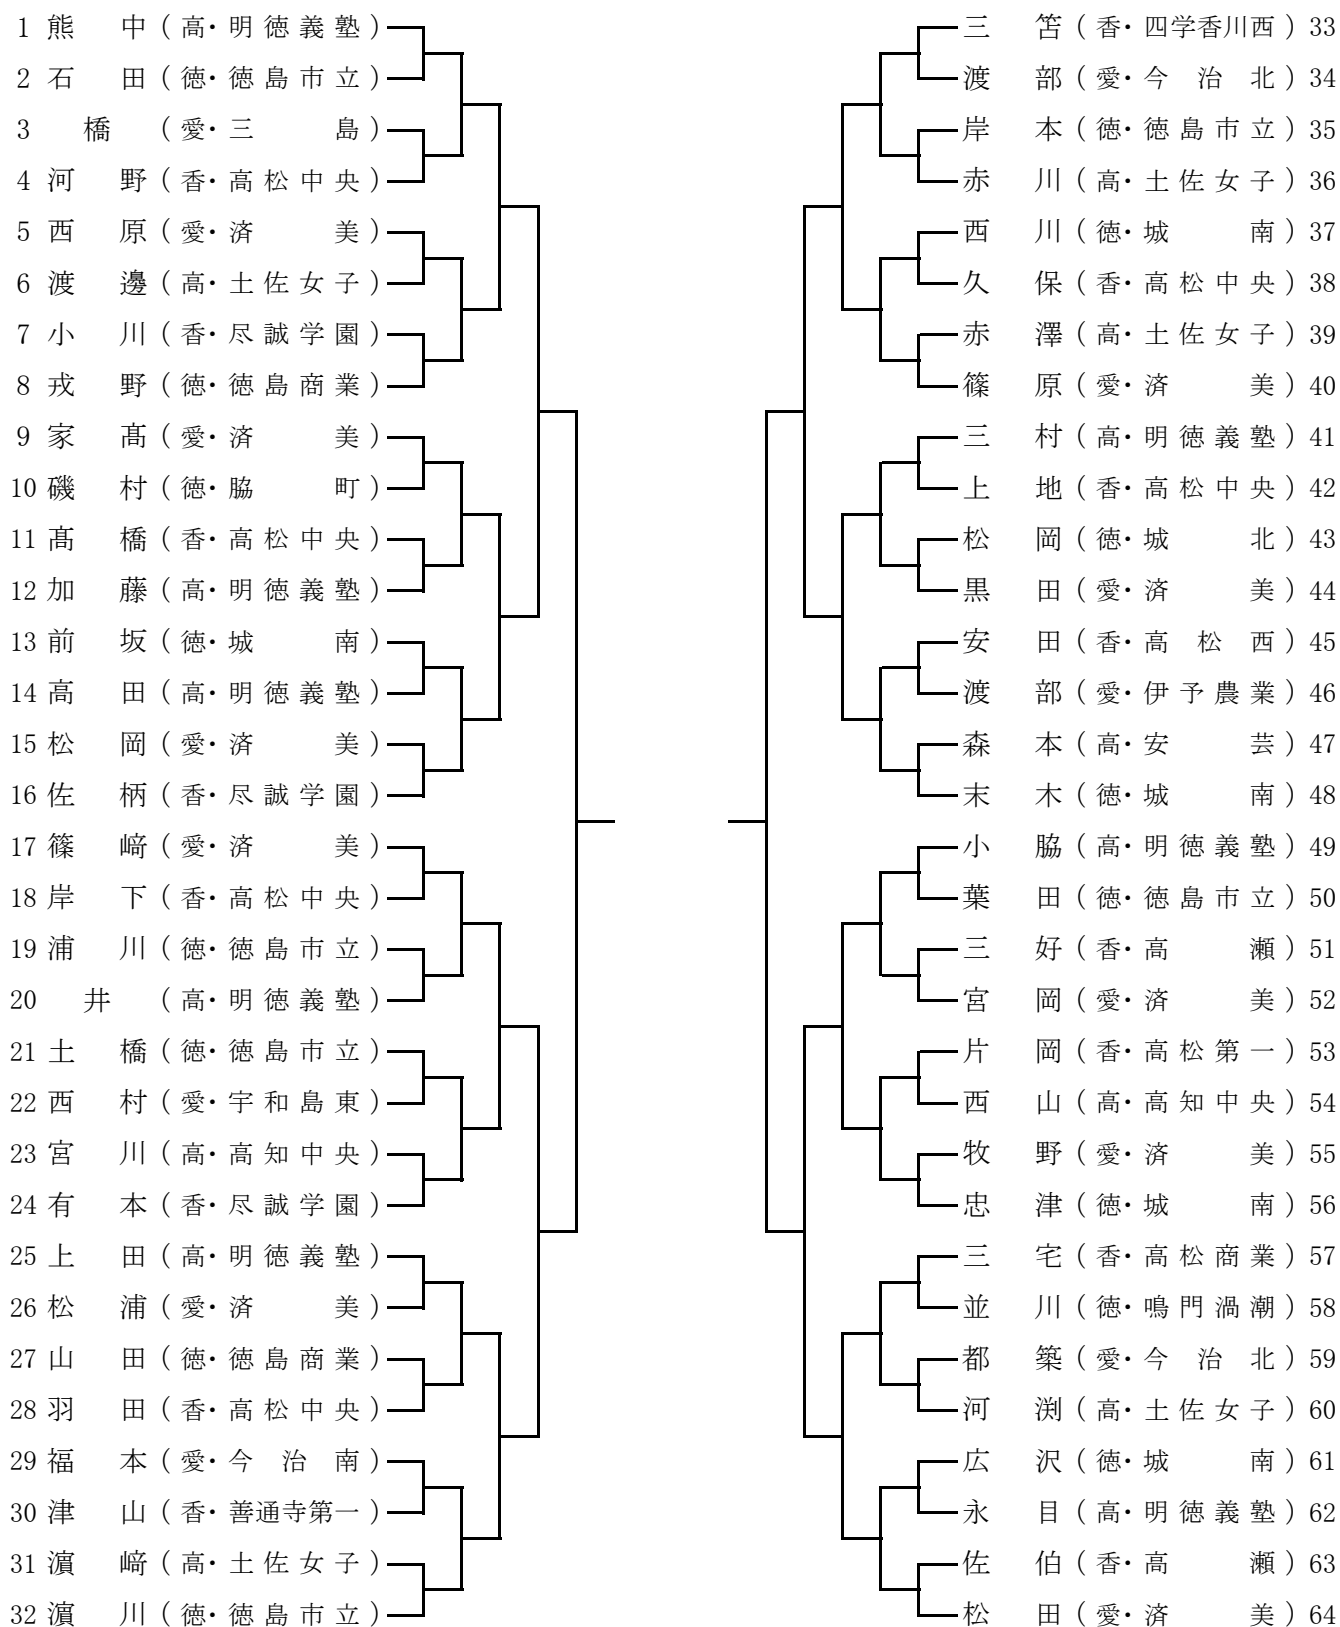 1 熊 中 ( 高・明 徳 義 塾 )
2 石 田 ( 徳・徳 島 市 立 )
3 橋 ( 愛・三 島 )
4 河 野 ( 香・高 松 中 央 )
5 西 原 ( 愛・済 美 )
6 渡 邊 ( 高・土 佐 女 子 )
7 小 川 ( 香・尽 誠 学 園 )
8 戎 野 ( 徳・徳 島 商 業 )
9 家 髙 ( 愛・済 美 )
10 磯 村 ( 徳・脇 町 )
11 髙 橋 ( 香・高 松 中 央 )
12 加 藤 ( 高・明 徳 義 塾 )
13 前 坂 ( 徳・城 南 )
14 高 田 ( 高・明 徳 義 塾 )
15 松 岡 ( 愛・済 美 )
16 佐 柄 ( 香・尽 誠 学 園 )
17 篠 﨑 ( 愛・済 美 )
18 岸 下 ( 香・高 松 中 央 )
19 浦 川 ( 徳・徳 島 市 立 )
20 井 ( 高・明 徳 義 塾 )
21 土 橋 ( 徳・徳 島 市 立 )
22 西 村 ( 愛・宇 和 島 東 )
23 宮 川 ( 高・高 知 中 央 )
24 有 本 ( 香・尽 誠 学 園 )
25 上 田 ( 高・明 徳 義 塾 )
26 松 浦 ( 愛・済 美 )
27 山 田 ( 徳・徳 島 商 業 )
28 羽 田 ( 香・高 松 中 央 )
29 福 本 ( 愛・今 治 南 )
30 津 山 ( 香・善通寺第一 )
31 濵 﨑 ( 高・土 佐 女 子 )
32 濵 川 ( 徳・徳 島 市 立 )
三 笘 ( 香・四学香川西 ) 33
渡 部 ( 愛・今 治 北 ) 34
岸 本 ( 徳・徳 島 市 立 ) 35
赤 川 ( 高・土 佐 女 子 ) 36
西 川 ( 徳・城 南 ) 37
久 保 ( 香・高 松 中 央 ) 38
赤 澤 ( 高・土 佐 女 子 ) 39
篠 原 ( 愛・済 美 ) 40
三 村 ( 高・明 徳 義 塾 ) 41
上 地 ( 香・高 松 中 央 ) 42
松 岡 ( 徳・城 北 ) 43
黒 田 ( 愛・済 美 ) 44
安 田 ( 香・高 松 西 ) 45
渡 部 ( 愛・伊 予 農 業 ) 46
森 本 ( 高・安 芸 ) 47
末 木 ( 徳・城 南 ) 48
小 脇 ( 高・明 徳 義 塾 ) 49
葉 田 ( 徳・徳 島 市 立 ) 50
三 好 ( 香・高 瀬 ) 51
宮 岡 ( 愛・済 美 ) 52
片 岡 ( 香・高 松 第 一 ) 53
西 山 ( 高・高 知 中 央 ) 54
牧 野 ( 愛・済 美 ) 55
忠 津 ( 徳・城 南 ) 56
三 宅 ( 香・高 松 商 業 ) 57
並 川 ( 徳・鳴 門 渦 潮 ) 58
都 築 ( 愛・今 治 北 ) 59
河 渕 ( 高・土 佐 女 子 ) 60
広 沢 ( 徳・城 南 ) 61
永 目 ( 高・明 徳 義 塾 ) 62
佐 伯 ( 香・高 瀬 ) 63
松 田 ( 愛・済 美 ) 64